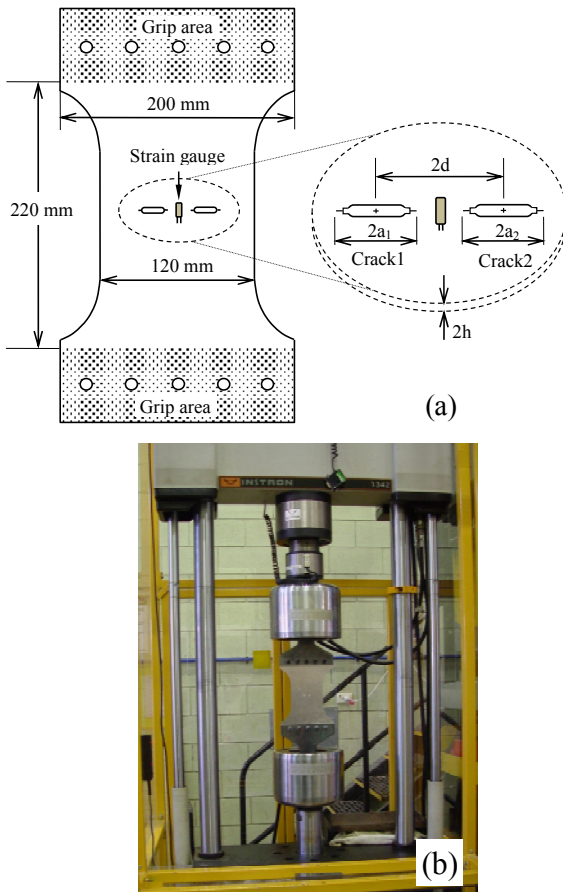 Grip area
200 mm
Strain gauge
220 mm
120 mm
2d
2a₁
2a₂
Crack1
Crack2
2h
Grip area
(a)
INSTRON
1342
(b)